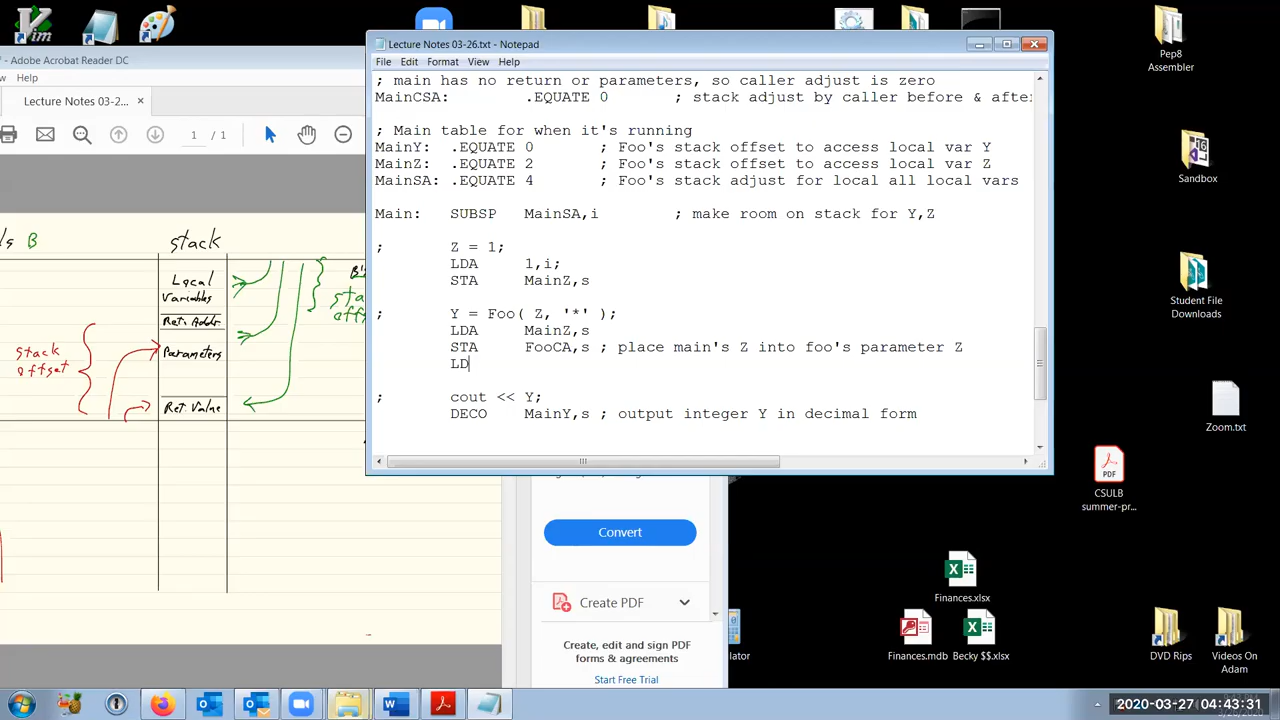 Vim
Pep8
Assembler
Sandbox
Student File
Downloads
Zoom.txt
CSULB
summer-pr...
Finances.xlsx
Finances.mdb
Becky $$.xlsx
DVD Rips
Videos On
Adam
lator
- Adobe Acrobat Reader DC
Help
Lecture Notes 03-2... ×
1 / 1
B
stack
Local
Variables
Ret. Addr
Parameters
Ret. Value
stack
offset
Lecture Notes 03-26.txt - Notepad
File Edit Format View Help
; main has no return or parameters, so caller adjust is zero
MainCSA: .EQUATE 0 ; stack adjust by caller before & after
; Main table for when it's running
MainY: .EQUATE 0 ; Foo's stack offset to access local var Y
MainZ: .EQUATE 2 ; Foo's stack offset to access local var Z
MainSA: .EQUATE 4 ; Foo's stack adjust for local all local vars
Main: SUBSP MainSA,i ; make room on stack for Y,Z
; Z = 1;
LDA 1,i;
STA MainZ,s
; Y = Foo( Z, '*' );
LDA MainZ,s
STA FooCA,s ; place main's Z into foo's parameter Z
LD
; cout << Y;
DECO MainY,s ; output integer Y in decimal form
Convert
Create PDF
Create, edit and sign PDF
forms & agreements
Start Free Trial
2020-03-27 04:43:31